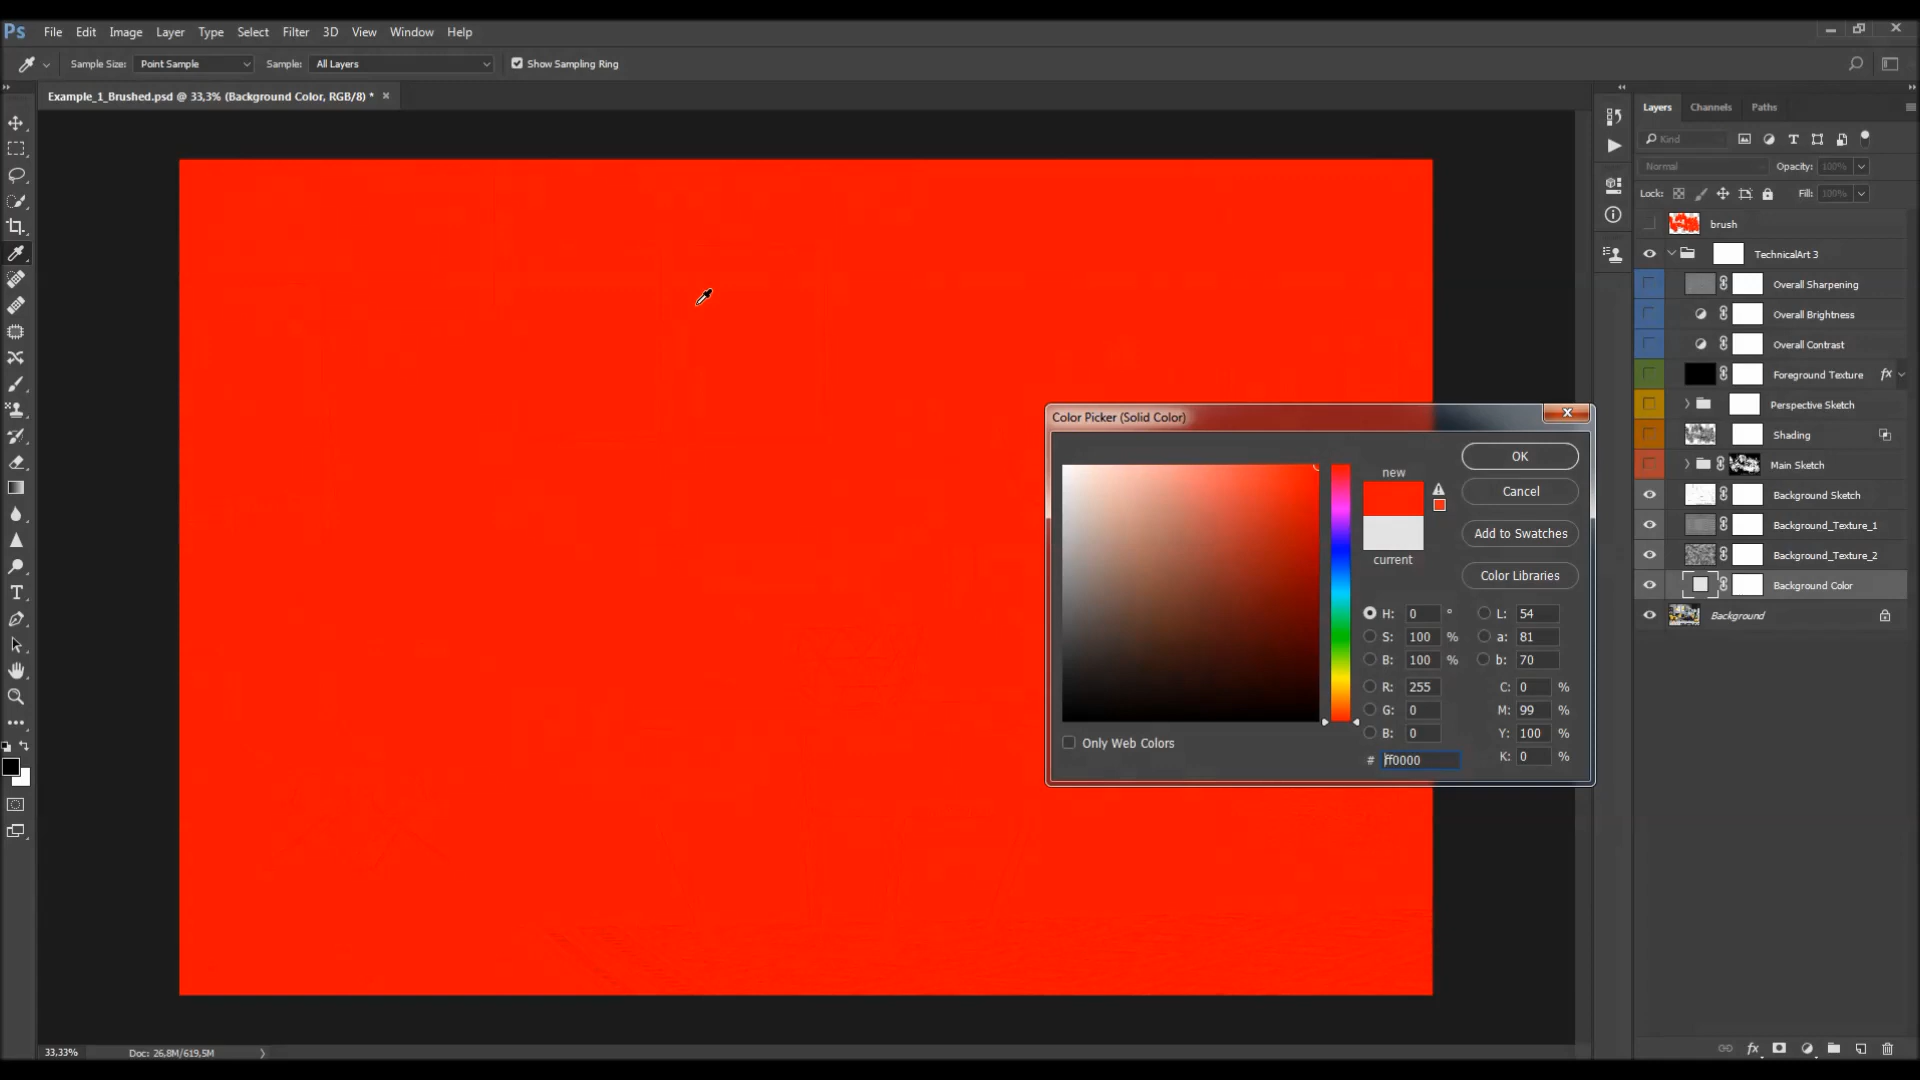 Ps File Edit Image Layer Type Select Filter 3D View Window Help
Sample Size: Point Sample Sample: All Layers Show Sampling Ring
Example_1_Brushed.psd @ 33,3% (Background Color, RGB/8) *
Layers Channels Paths
Kind
Normal Opacity: 100%
Lock: Fill: 100%
brush
TechnicalArt 3
Overall Sharpening
Overall Brightness
Overall Contrast
Foreground Texture fx
Perspective Sketch
Shading
Main Sketch
Background Sketch
Background_Texture_1
Background_Texture_2
Background Color
Background
Color Picker (Solid Color)
new
current
OK
Cancel
Add to Swatches
Color Libraries
H: 0 ° L: 54
S: 100 % a: 81
B: 100 % b: 70
R: 255 C: 0 %
G: 0 M: 99 %
B: 0 Y: 100 %
# ff0000 K: 0 %
Only Web Colors
33,33% Doc: 26,8M/619,5M
fx